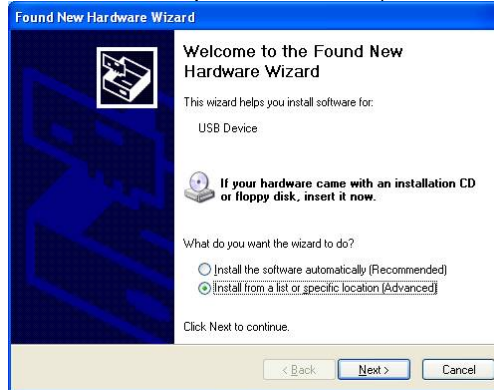 Found New Hardware Wizard
Welcome to the Found New
Hardware Wizard
This wizard helps you install software for:
USB Device
If your hardware came with an installation CD
or floppy disk, insert it now.
What do you want the wizard to do?
Install the software automatically (Recommended)
Install from a list or specific location (Advanced)
Click Next to continue.
< Back Next > Cancel